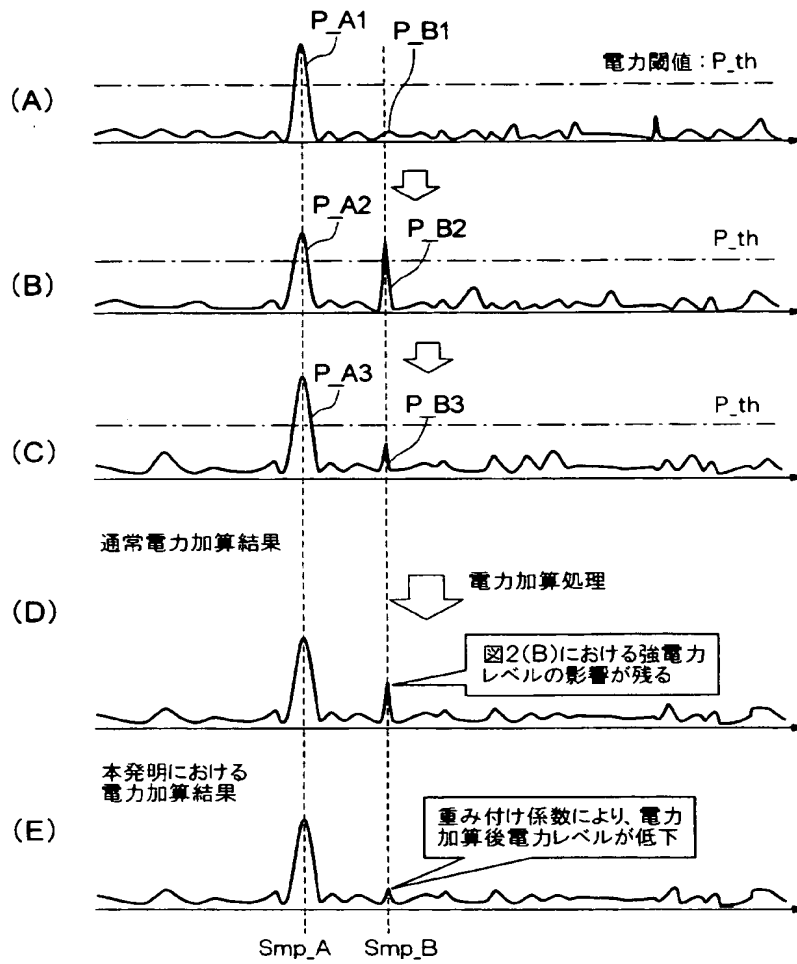 P_A1
P_B1
電力閾値：P_th
(A)
P_A2
P_B2
P_th
(B)
P_A3
P_B3
P_th
(C)
通常電力加算結果
電力加算処理
(D)
図2(B)における強電力
レベルの影響が残る
本発明における
電力加算結果
重み付け係数により、電力
加算後電力レベルが低下
(E)
Smp_A
Smp_B